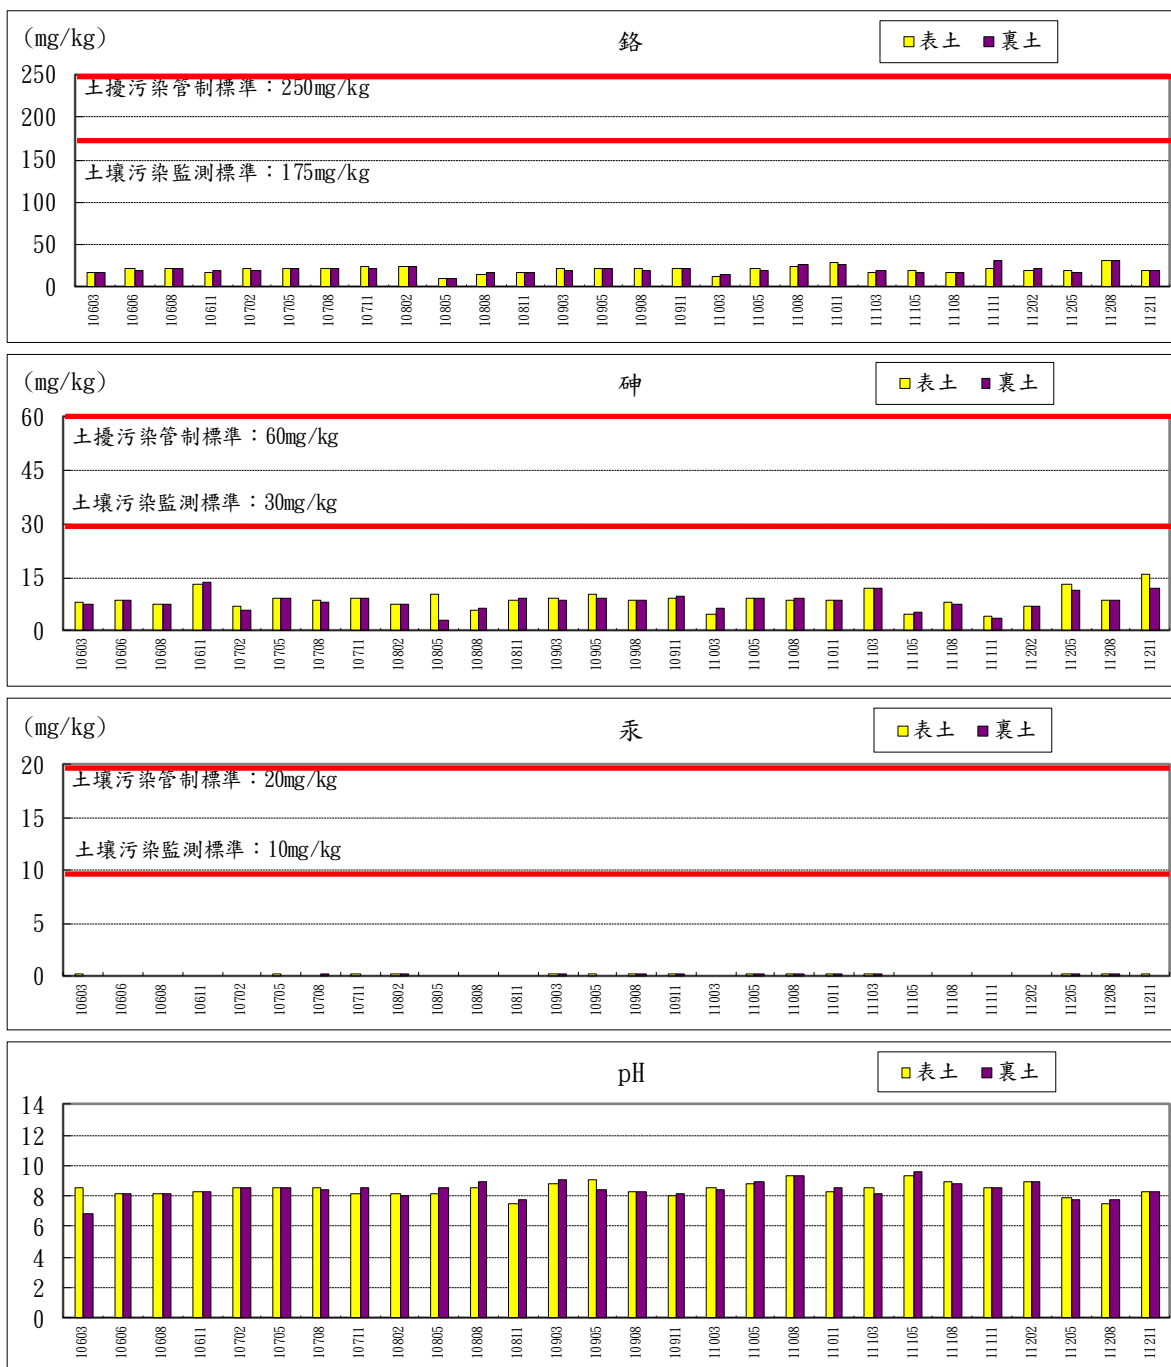 (mg/kg)
鉻
表土 裏土
250
200
150
100
50
0
土擾污染管制標準：250mg/kg
土壤污染監測標準：175mg/kg
10603 10606 10608 10611 10702 10705 10708 10711 10802 10805 10808 10811 10903 10905 10908 10911 11003 11005 11008 11011 11103 11105 11108 11111 11202 11205 11208 11211
(mg/kg)
砷
表土 裏土
60
45
30
15
0
土擾污染管制標準：60mg/kg
土壤污染監測標準：30mg/kg
10603 10606 10608 10611 10702 10705 10708 10711 10802 10805 10808 10811 10903 10905 10908 10911 11003 11005 11008 11011 11103 11105 11108 11111 11202 11205 11208 11211
(mg/kg)
汞
表土 裏土
20
15
10
5
0
土壤污染管制標準：20mg/kg
土壤污染監測標準：10mg/kg
10603 10606 10608 10611 10702 10705 10708 10711 10802 10805 10808 10811 10903 10905 10908 10911 11003 11005 11008 11011 11103 11105 11108 11111 11202 11205 11208 11211
pH
表土 裏土
14
12
10
8
6
4
2
0
10603 10606 10608 10611 10702 10705 10708 10711 10802 10805 10808 10811 10903 10905 10908 10911 11003 11005 11008 11011 11103 11105 11108 11111 11202 11205 11208 11211